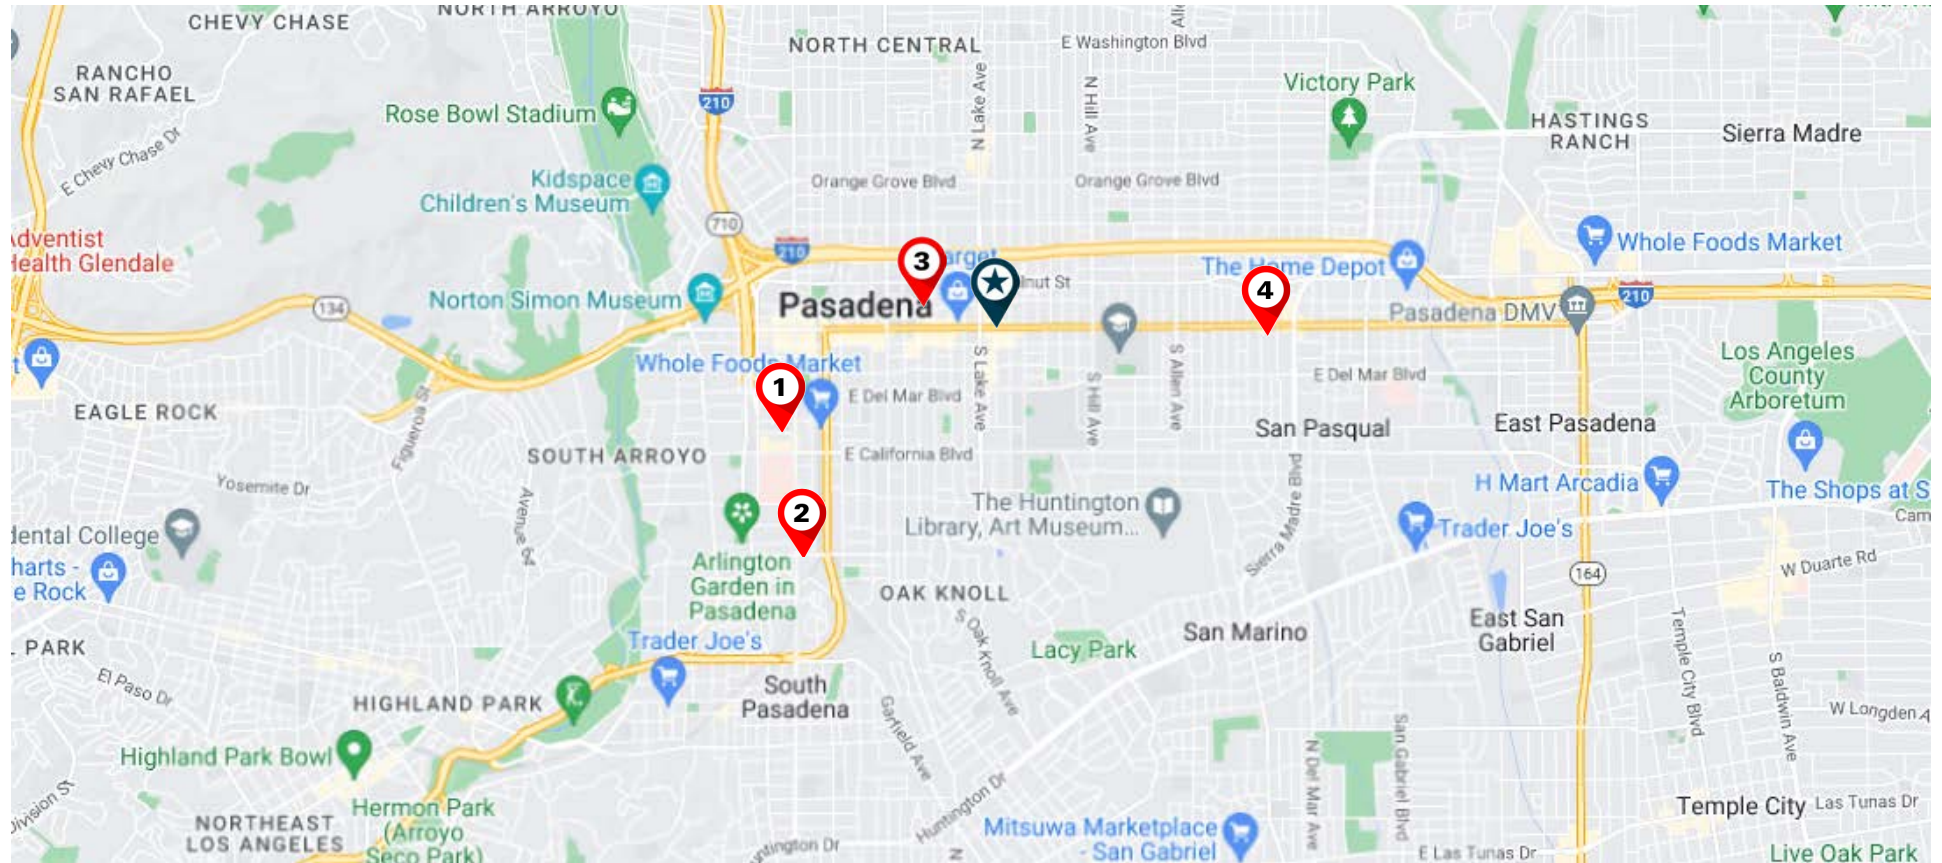 NORTH ARROYO
CHEVY CHASE
NORTH CENTRAL
E Washington Blvd
RANCHO
SAN RAFAEL
Rose Bowl Stadium
210
N Lake Ave
N Hill Ave
Victory Park
HASTINGS
RANCH
Sierra Madre
E Chevy Chase Dr
Kidspace
Children's Museum
Orange Grove Blvd
Orange Grove Blvd
710
210
Adventist
Health Glendale
3
The Home Depot
Whole Foods Market
4
210
Norton Simon Museum
134
Pasadena
Pasadena DMV
Whole Foods Market
1
E Del Mar Blvd
S Lake Ave
S Hill Ave
S Allen Ave
E Del Mar Blvd
Los Angeles
County
Arboretum
EAGLE ROCK
Figueroa St
SOUTH ARROYO
E California Blvd
San Pasqual
East Pasadena
Yosemite Dr
Avenue 64
2
The Huntington
Library, Art Museum...
Sierra Madre Blvd
H Mart Arcadia
The Shops at S
Cam
Trader Joe's
dental College
harts -
e Rock
Arlington
Garden in
Pasadena
OAK KNOLL
S Oak Knoll Ave
164
W Duarte Rd
East San
Gabriel
San Marino
Lacy Park
Trader Joe's
PARK
El Paso Dr
HIGHLAND PARK
South
Pasadena
Garfield Ave
Temple City Blvd
S Baldwin Ave
W Longden A
Highland Park Bowl
Huntington Dr
N Del Mar Ave
San Gabriel Blvd
Division St
Hermon Park
(Arroyo
Seco Park)
NORTHEAST
LOS ANGELES
Mitsuwa Marketplace
- San Gabriel
Temple City
Las Tunas Dr
E Las Tunas Dr
Live Oak Park